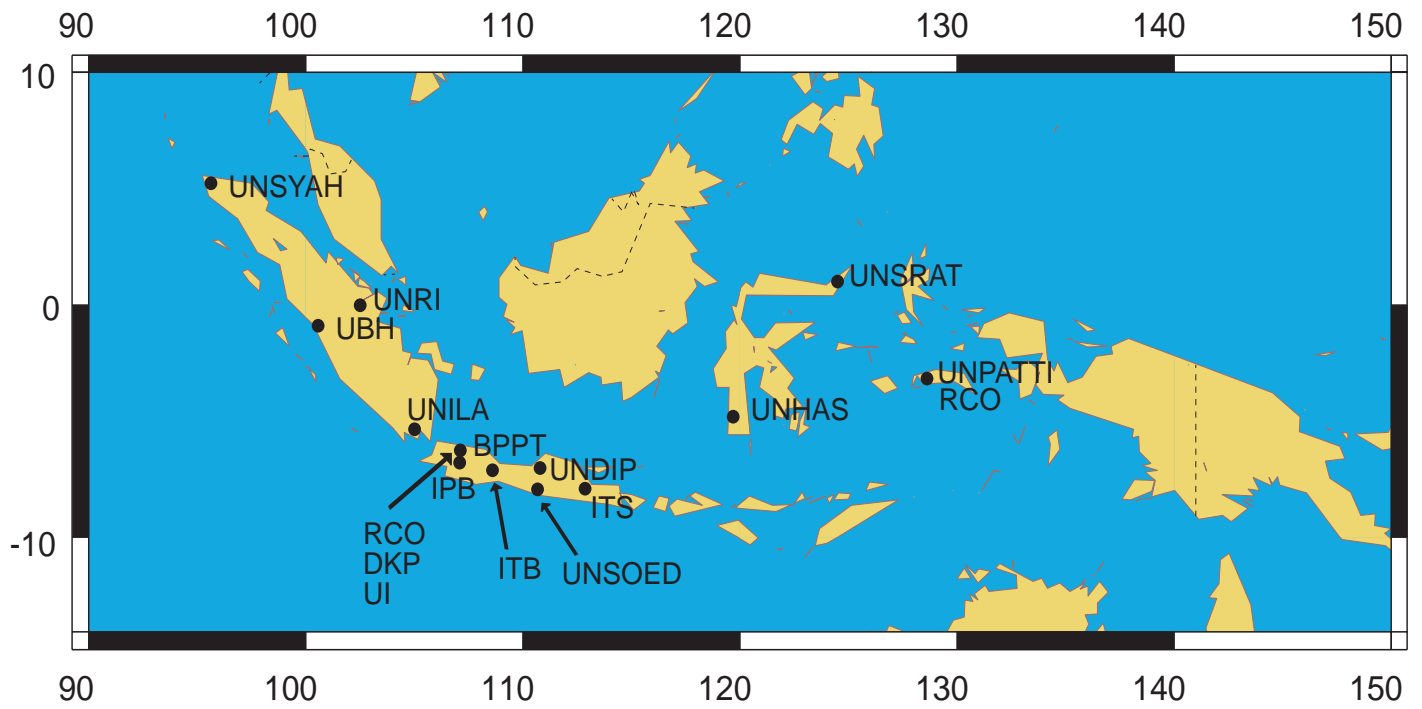 90 100 110 120 130 140 150
10
UNSYAH
UNSRAT
UNRI
0
UBH
UNPATTI
RCO
UNILA
UNHAS
BPPT
UNDIP
IPB
ITS
RCO
DKP
UI
-10
ITB
UNSOED
90 100 110 120 130 140 150